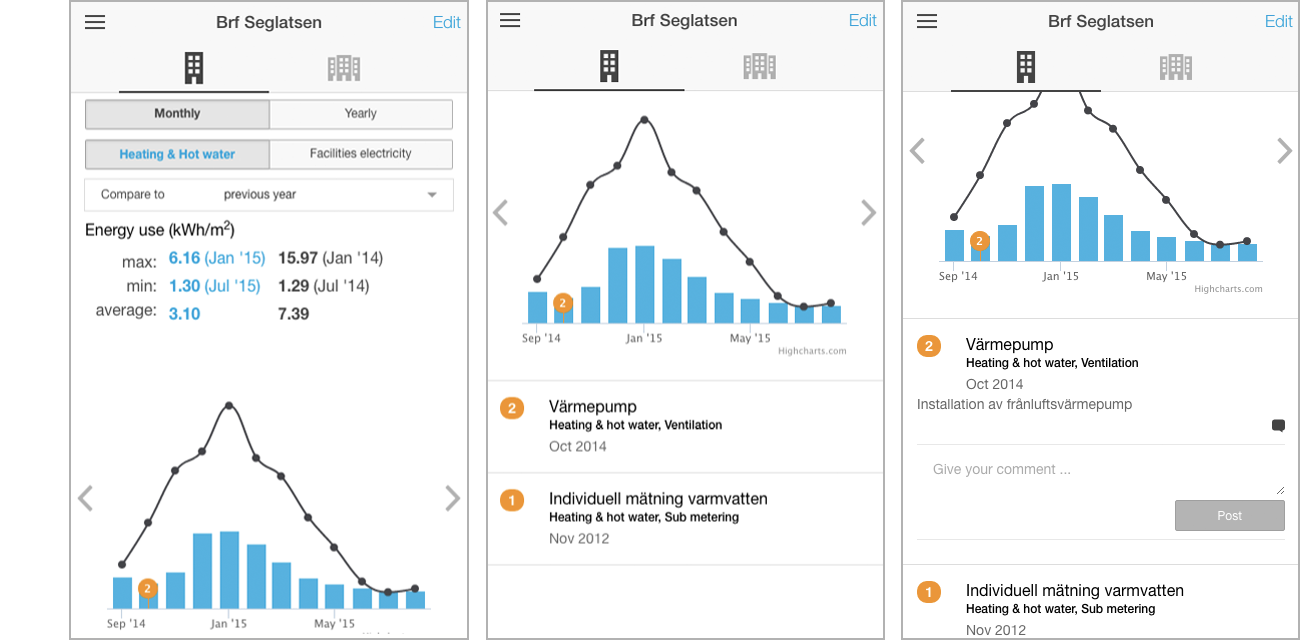 Brf Seglatsen Edit
Monthly Yearly
Heating & Hot water Facilities electricity
Compare to previous year
Energy use (kWh/m²)
max: 6.16 (Jan '15) 15.97 (Jan '14)
min: 1.30 (Jul '15) 1.29 (Jul '14)
average: 3.10 7.39
2
Sep '14 Jan '15 May '15
Brf Seglatsen Edit
2
Sep '14 Jan '15 May '15
Highcharts.com
2 Värmepump
Heating & hot water, Ventilation
Oct 2014
1 Individuell mätning varmvatten
Heating & hot water, Sub metering
Nov 2012
Brf Seglatsen Edit
2
Sep '14 Jan '15 May '15
Highcharts.com
2 Värmepump
Heating & hot water, Ventilation
Oct 2014
Installation av frånluftsvärmepump
Give your comment ...
Post
1 Individuell mätning varmvatten
Heating & hot water, Sub metering
Nov 2012